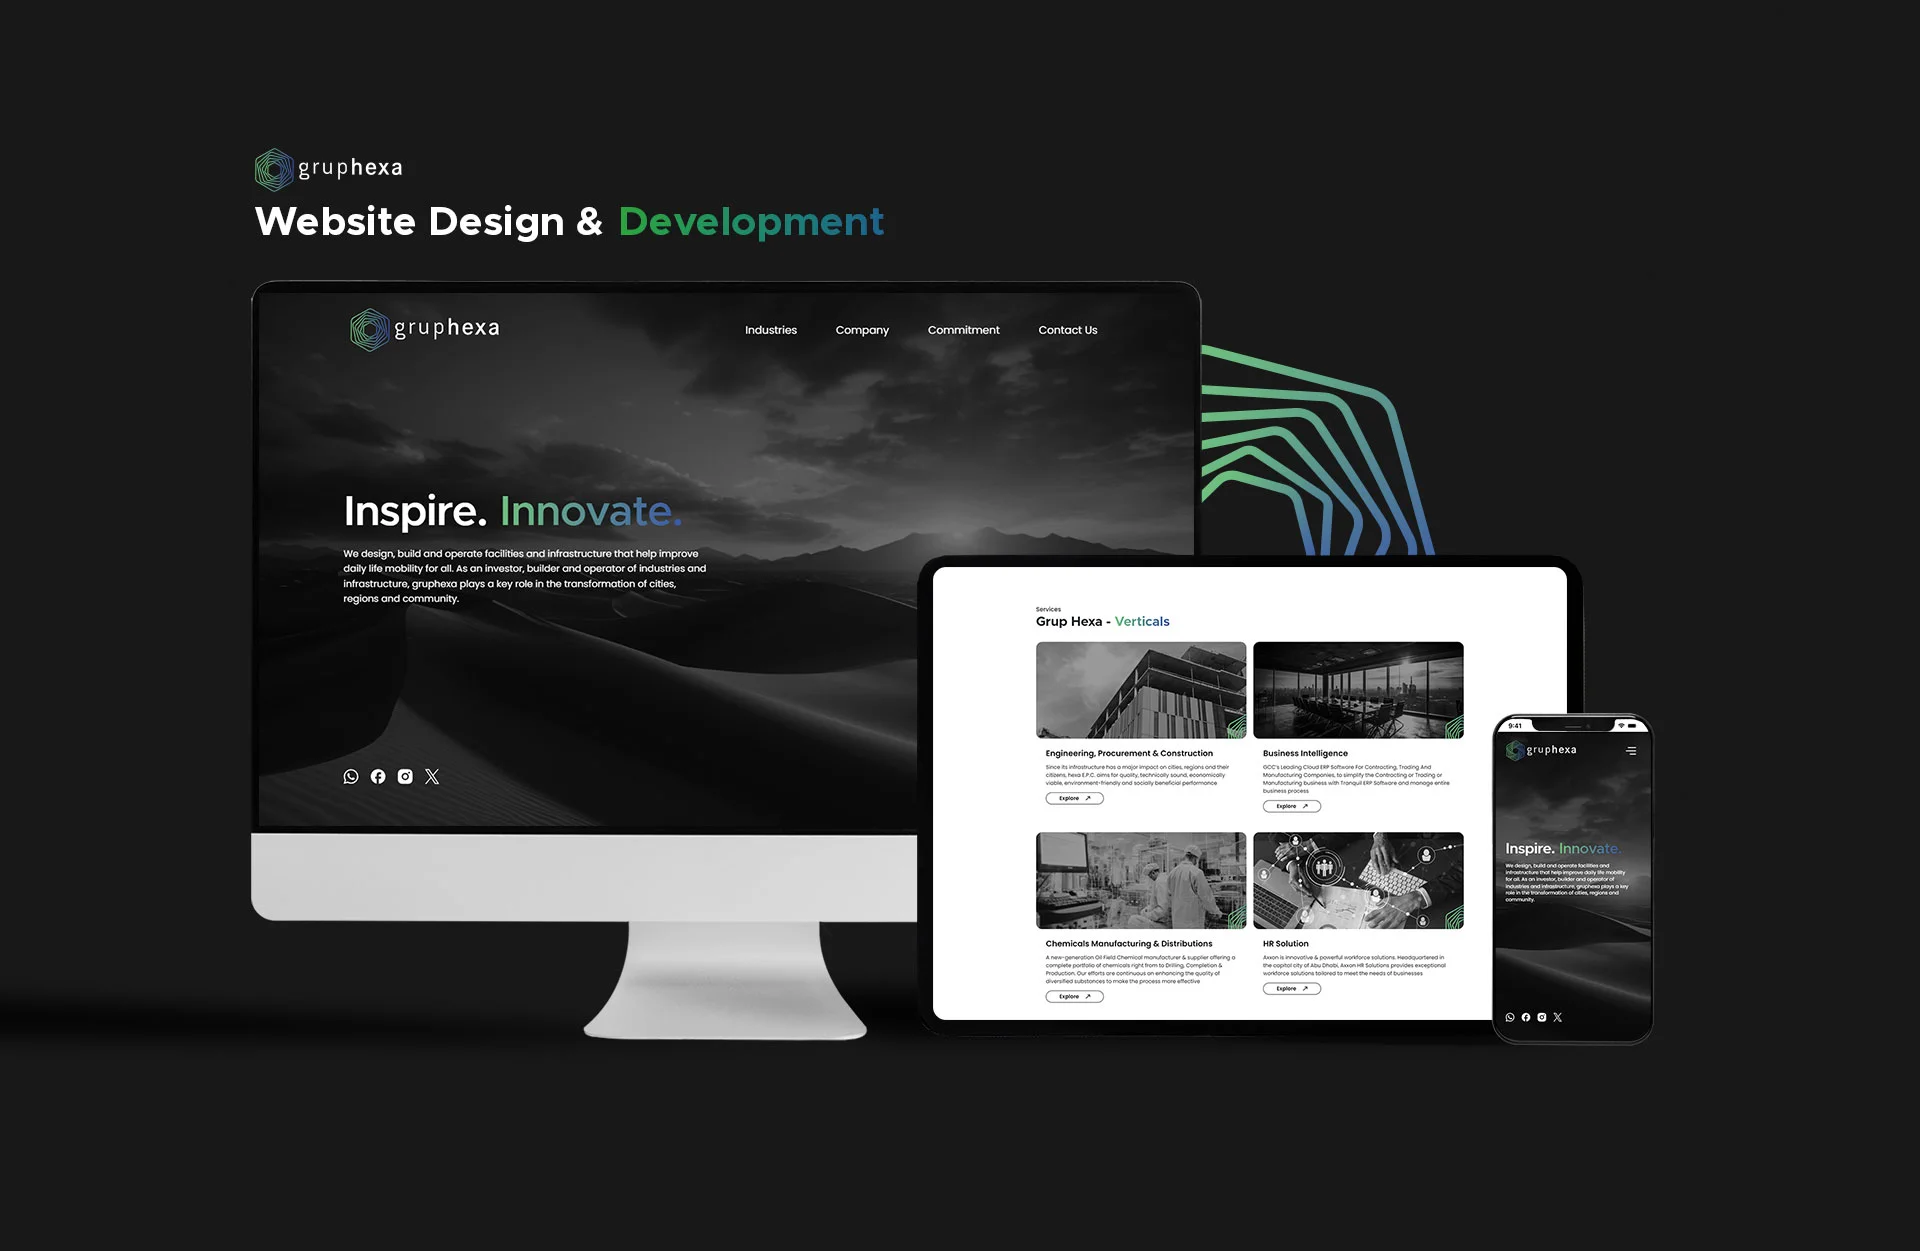 gruphexa
Website Design & Development
gruphexa
Industries Company Commitment Contact Us
Inspire. Innovate.
We design, build and operate facilities and infrastructure that help improve
daily life mobility for all. As an investor, builder and operator of industries and
infrastructure, gruphexa plays a key role in the transformation of cities,
regions and community.
Services
Grup Hexa - Verticals
Engineering, Procurement & Construction
Since its infrastructure has a major impact on cities, regions and their
citizens, hexa E.P.C. aims for quality, technically sound, economically
viable, environment-friendly and socially beneficial performance
Explore
Business Intelligence
GCC's Leading Cloud ERP Software For Contracting, Trading And
Manufacturing Companies, to simplify the Contracting or Trading or
Manufacturing business with Tranquil ERP Software and manage entire
business process
Explore
Chemicals Manufacturing & Distributions
A new-generation Oil Field Chemical manufacturer & supplier offering a
complete portfolio of chemicals right from to Drilling, Completion &
Production. Our efforts are continuous on enhancing the quality of
diversified substances to make the process more effective
Explore
HR Solution
Axxon is innovative & powerful workforce solutions. Headquartered in
the capital city of Abu Dhabi, Axxon HR Solutions provides exceptional
workforce solutions tailored to meet the needs of businesses
Explore
9:41
gruphexa
Inspire. Innovate.
We design, build and operate facilities and
infrastructure that help improve daily life mobility
for all. As an investor, builder and operator of
industries and infrastructure, gruphexa plays a key
role in the transformation of cities, regions and
community.